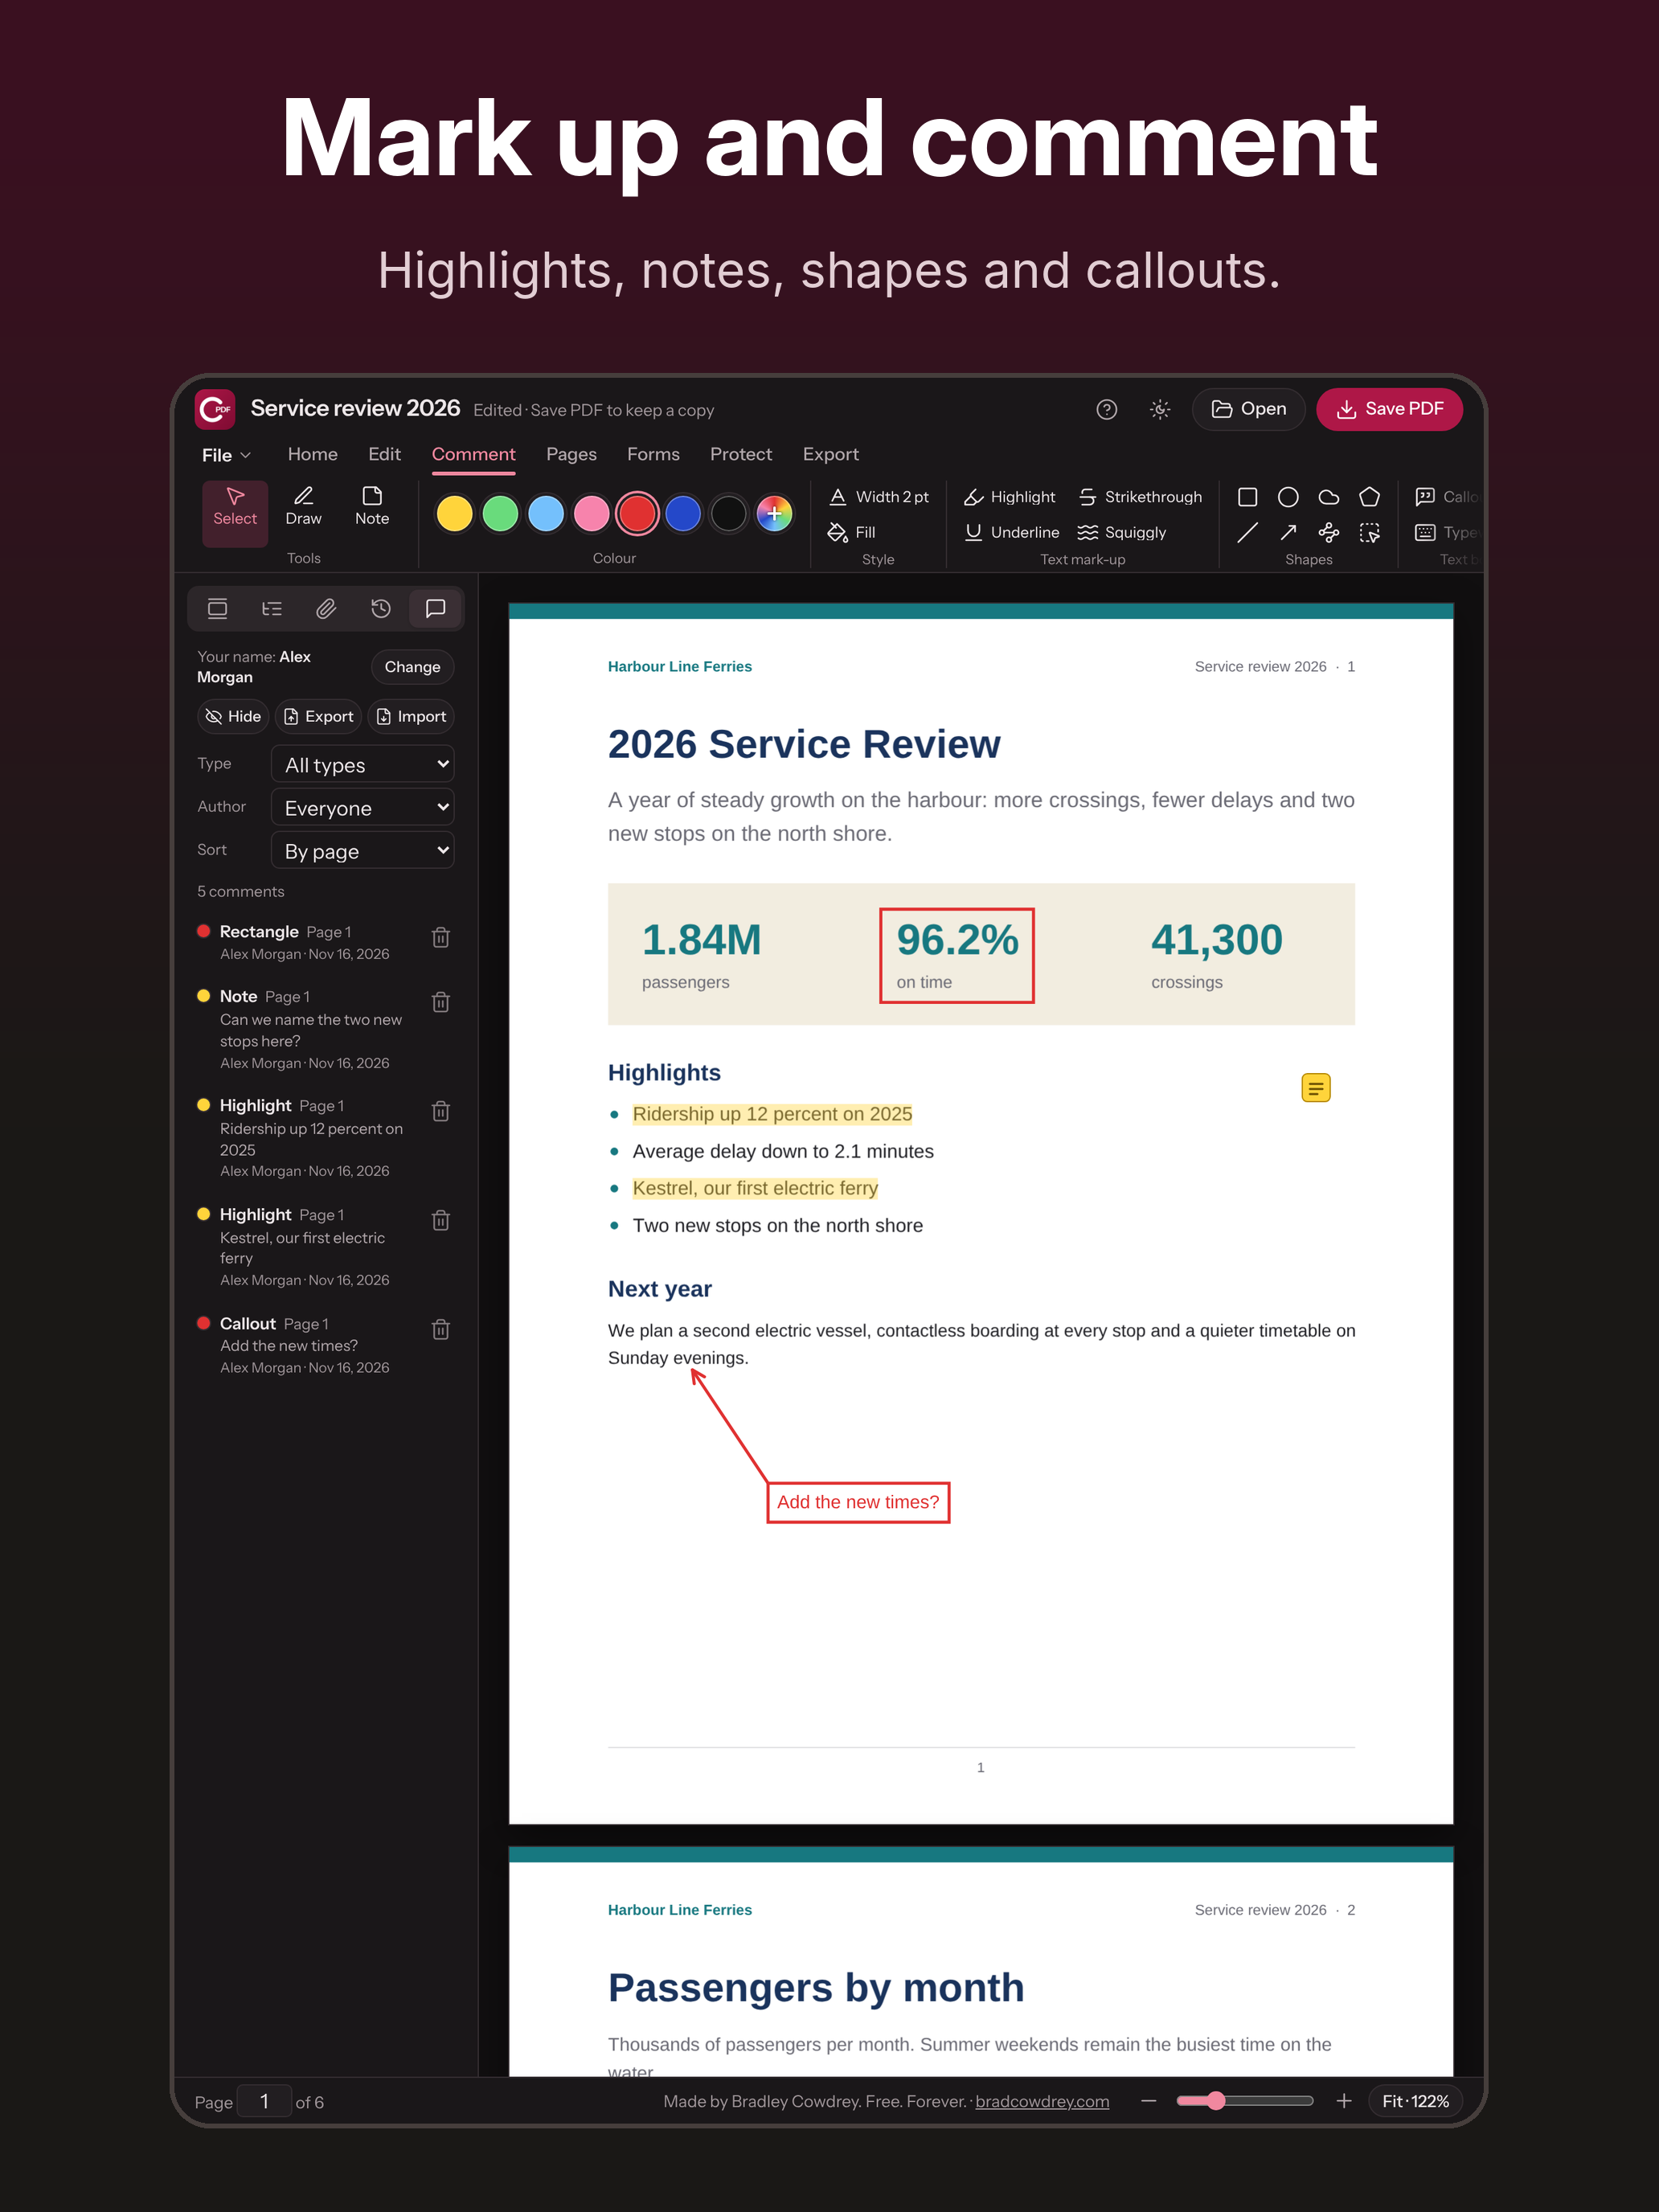 Mark up and comment
Highlights, notes, shapes and callouts.
PDF
Service review 2026 Edited · Save PDF to keep a copy
Open
Save PDF
File Home Edit Comment Pages Forms Protect Export
Select Draw Note
Tools
Colour
Width 2 pt
Fill
Style
Highlight Strikethrough
Underline Squiggly
Text mark-up
Shapes
Your name: Alex
Morgan
Change
Hide Export Import
Type All types
Author Everyone
Sort By page
5 comments
Rectangle Page 1
Alex Morgan · Nov 16, 2026
Note Page 1
Can we name the two new
stops here?
Alex Morgan · Nov 16, 2026
Highlight Page 1
Ridership up 12 percent on
2025
Alex Morgan · Nov 16, 2026
Highlight Page 1
Kestrel, our first electric
ferry
Alex Morgan · Nov 16, 2026
Callout Page 1
Add the new times?
Alex Morgan · Nov 16, 2026
Harbour Line Ferries Service review 2026 · 1
2026 Service Review
A year of steady growth on the harbour: more crossings, fewer delays and two
new stops on the north shore.
1.84M 96.2% 41,300
passengers on time crossings
Highlights
Ridership up 12 percent on 2025
Average delay down to 2.1 minutes
Kestrel, our first electric ferry
Two new stops on the north shore
Next year
We plan a second electric vessel, contactless boarding at every stop and a quieter timetable on
Sunday evenings.
Add the new times?
1
Harbour Line Ferries Service review 2026 · 2
Passengers by month
Thousands of passengers per month. Summer weekends remain the busiest time on the
water
Page 1 of 6
Made by Bradley Cowdrey. Free. Forever. · bradcowdrey.com
Fit · 122%